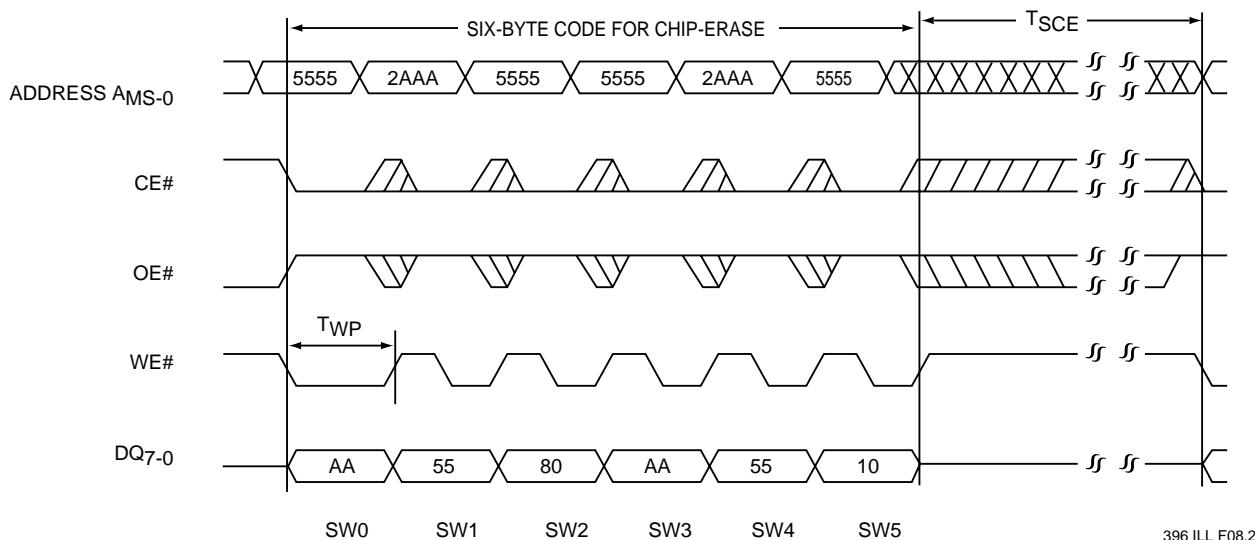 SIX-BYTE CODE FOR CHIP-ERASE
TSCE
ADDRESS AMS-0
5555 2AAA 5555 5555 2AAA 5555
CE#
OE#
TWP
WE#
DQ7-0
AA 55 80 AA 55 10
SW0 SW1 SW2 SW3 SW4 SW5
396 ILL F08.2